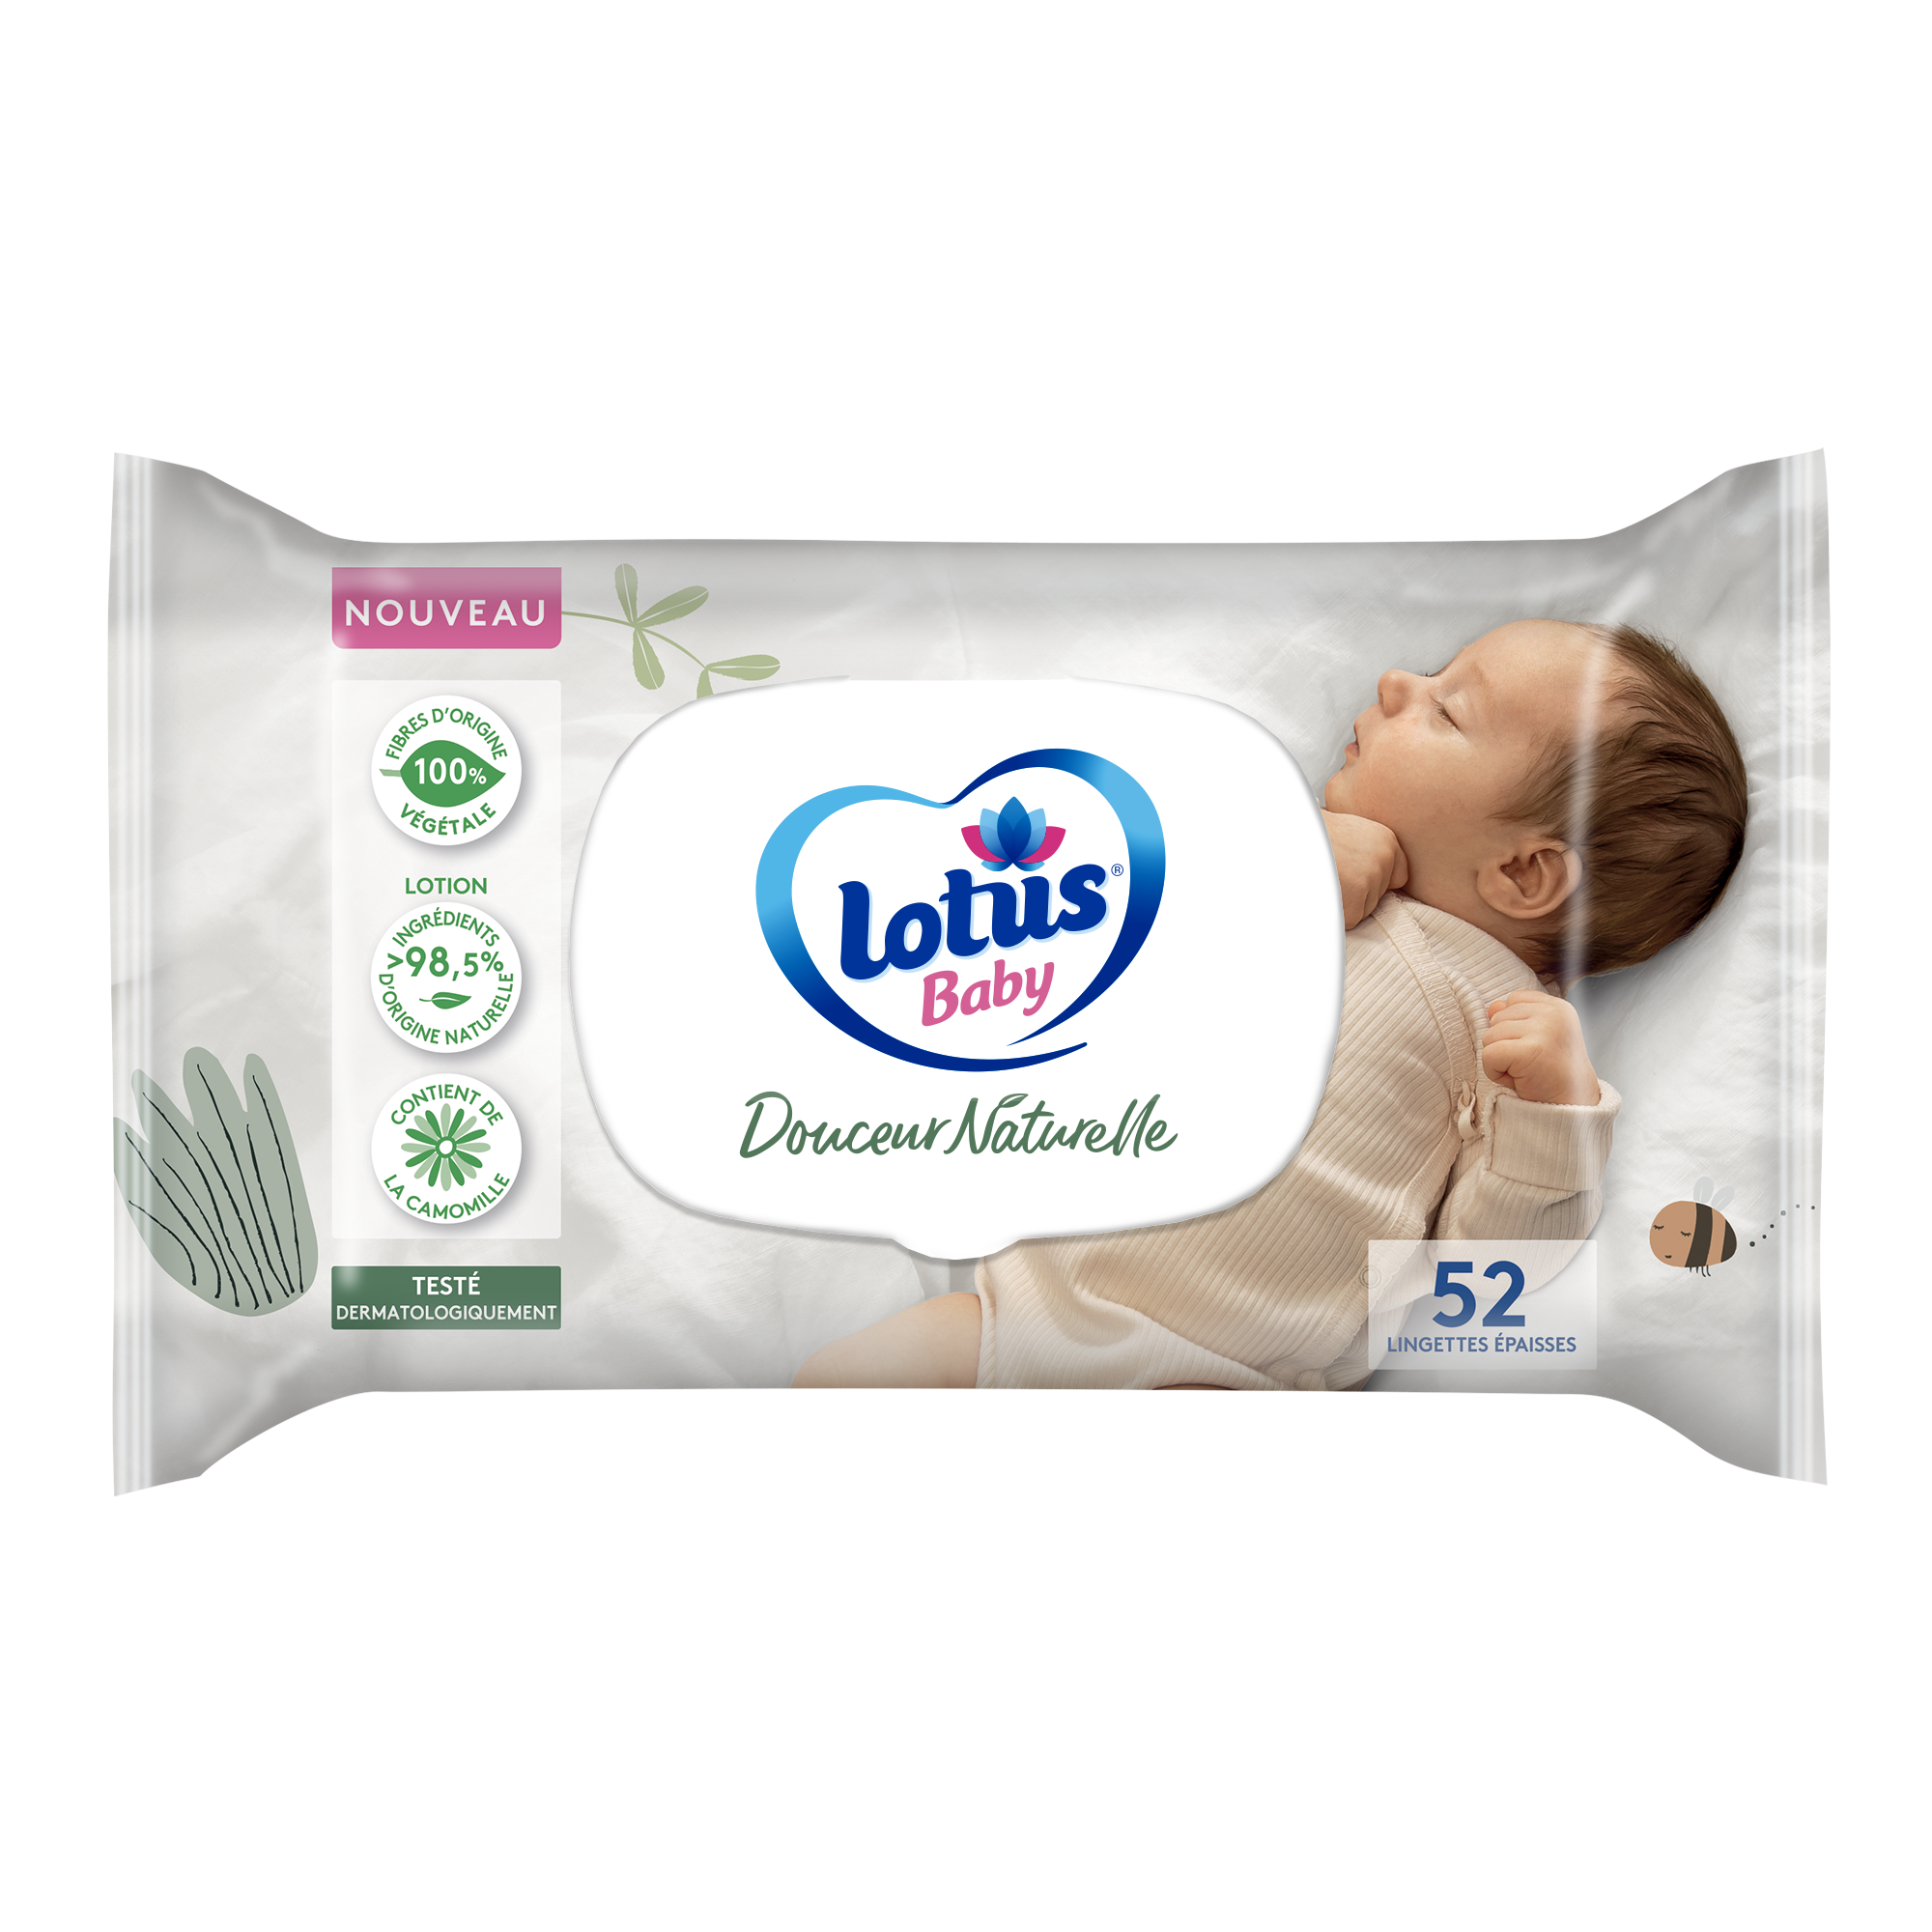 NOUVEAU
FIBRES D'ORIGINE
100%
VÉGÉTALE
LOTION
INGRÉDIENTS
>98,5%
D'ORIGINE NATURELLE
CONTIENT DE
LA CAMOMILLE
TESTÉ
DERMATOLOGIQUEMENT
lotus®
Baby
Douceur Naturelle
52
LINGETTES ÉPAISSES